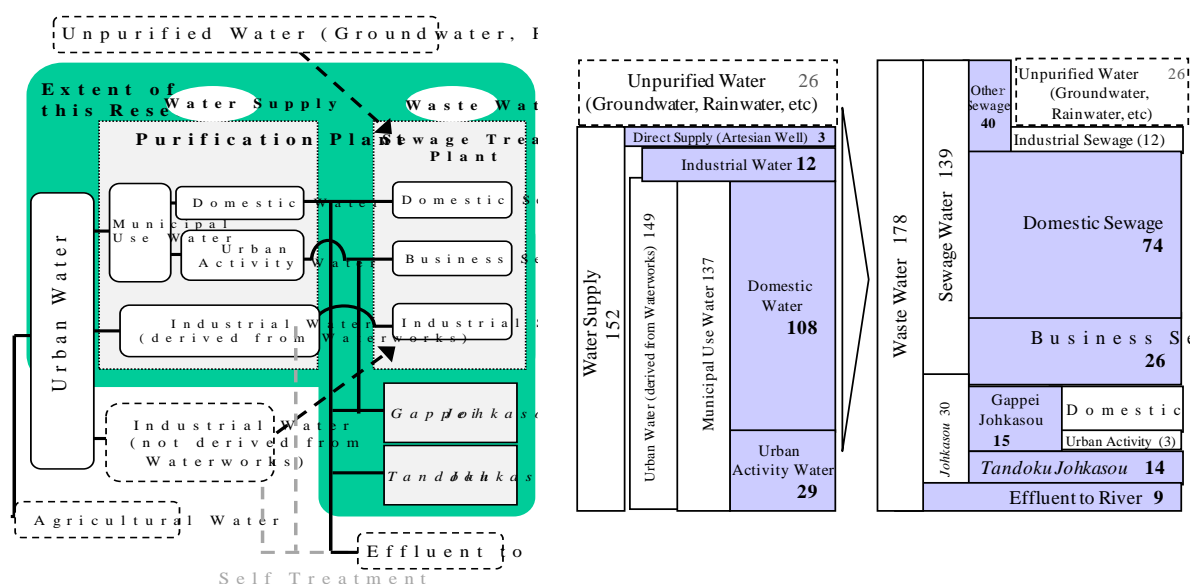 Unpurified Water (Groundwater, R
Extent of
this Rese
Water Supply
Waste Wat
Purification Plant
Sewage Trea
Plant
Municipal
Use Water
Domestic Water
Domestic Se
Urban
Activity Water
Business Se
Urban Water
Industrial Water
(derived from Waterworks)
Industrial S
Industrial Water
(not derived from
Waterworks)
Gappei
Johkaso
Tandoku
Johkas
Agricultural Water
Effluent to
Self Treatment
Unpurified Water 26
(Groundwater, Rainwater, etc)
Direct Supply (Artesian Well) 3
Industrial Water 12
Water Supply
152
Urban Water (derived from Waterworks) 149
Municipal Use Water 137
Domestic
Water
108
Urban
Activity Water
29
Waste Water 178
Sewage Water 139
Johkasou 30
Other
Sewage
40
Unpurified Water 26
(Groundwater,
Rainwater, etc)
Industrial Sewage (12)
Domestic Sewage
74
Business Se
26
Gappei
Johkasou
15
Domestic
Urban Activity (3)
Tandoku Johkasou 14
Effluent to River 9